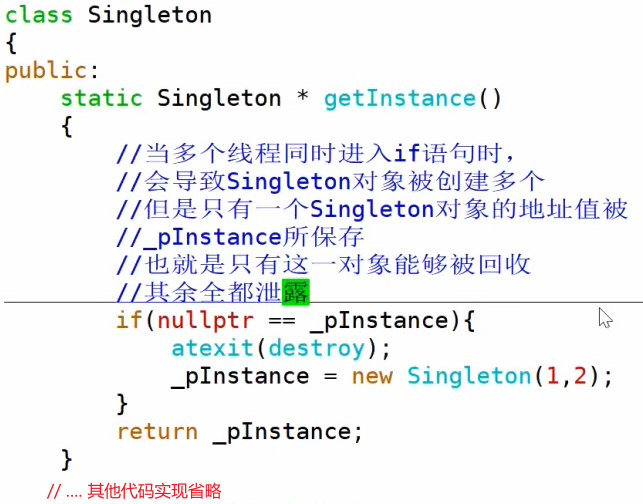 class Singleton
{
public:
    static Singleton * getInstance()
    {
        //当多个线程同时进入if语句时，
        //会导致Singleton对象被创建多个
        //但是只有一个Singleton对象的地址值被
        //_pInstance所保存
        //也就是只有这一对象能够被回收
        //其余全都泄露
        if(nullptr == _pInstance){
            atexit(destroy);
            _pInstance = new Singleton(1,2);
        }
        return _pInstance;
    }
// .... 其他代码实现省略